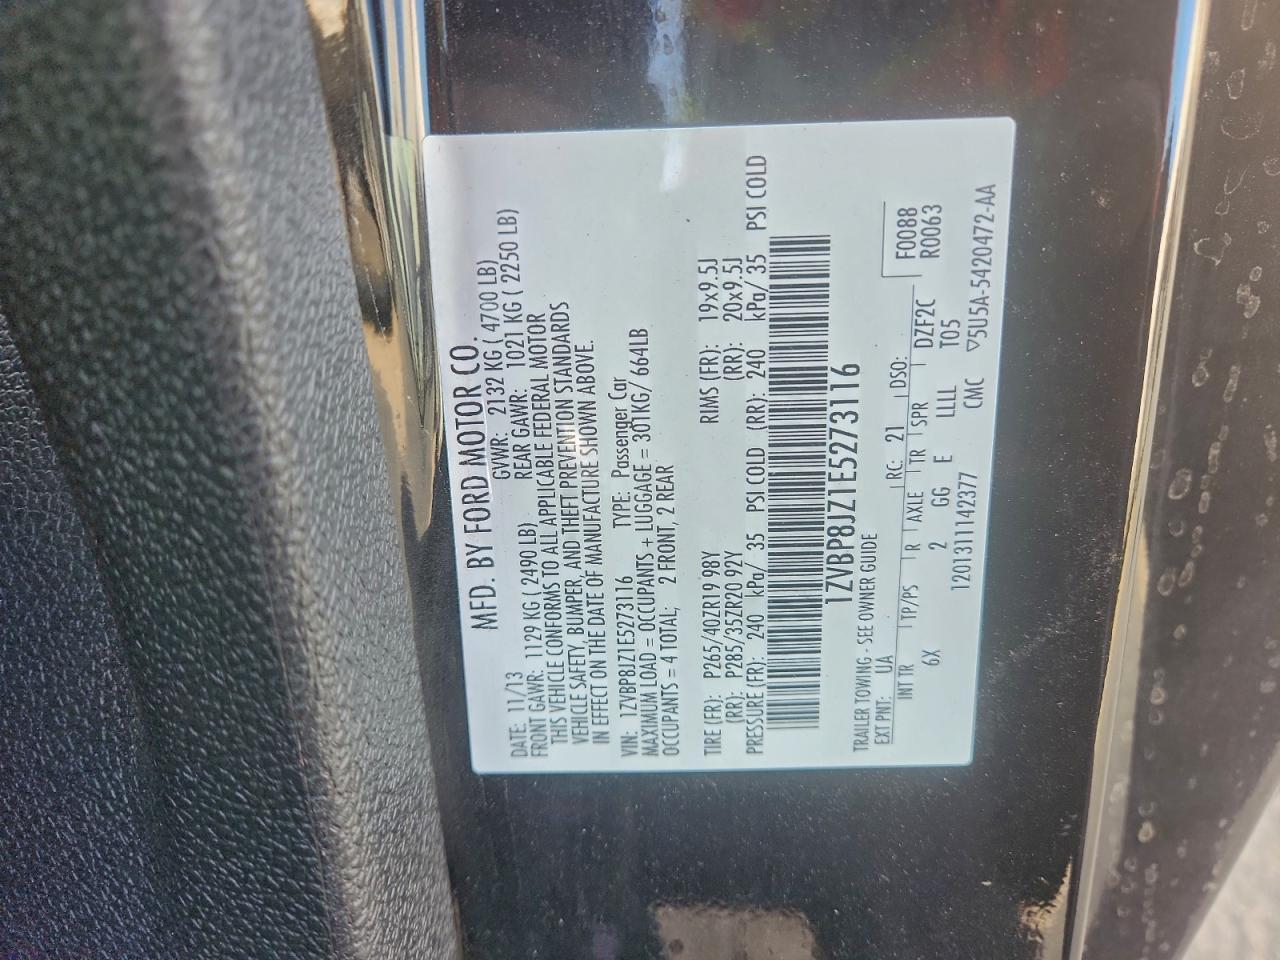 MFD. BY FORD MOTOR CO.
DATE: 11/13 GVWR: 2132 KG ( 4700 LB)
FRONT GAWR: 1129 KG ( 2490 LB) REAR GAWR: 1021 KG ( 2250 LB)
THIS VEHICLE CONFORMS TO ALL APPLICABLE FEDERAL MOTOR
VEHICLE SAFETY, BUMPER, AND THEFT PREVENTION STANDARDS
IN EFFECT ON THE DATE OF MANUFACTURE SHOWN ABOVE.
VIN: 1ZVBP8JZ1E5273116 TYPE: Passenger Car
MAXIMUM LOAD = OCCUPANTS + LUGGAGE = 301KG/ 664LB
OCCUPANTS = 4 TOTAL; 2 FRONT, 2 REAR
TIRE (FR): P265/40ZR19 98Y RIMS (FR): 19x9.5J
(RR): P285/35ZR20 92Y (RR): 20x9.5J
PRESSURE (FR): 240 kPa/ 35 PSI COLD (RR): 240 kPa/ 35 PSI COLD
1ZVBP8JZ1E5273116
TRAILER TOWING - SEE OWNER GUIDE
EXT PNT: UA RC: 21 DSO: F0088
INT TR TP/PS R AXLE TR SPR DZF2C R0063
6X 2 GG E LLLL T05
1201311142377 CMC ▽5U5A-5420472-AA